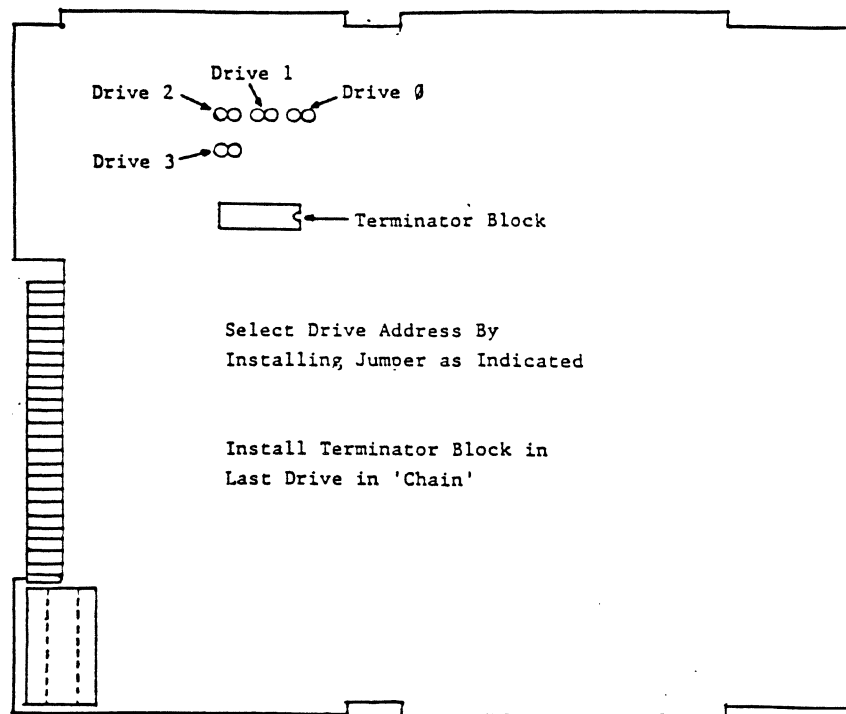 Drive 1
Drive 2
Drive Ø
Drive 3
Terminator Block
Select Drive Address By
Installing Jumper as Indicated
Install Terminator Block in
Last Drive in 'Chain'